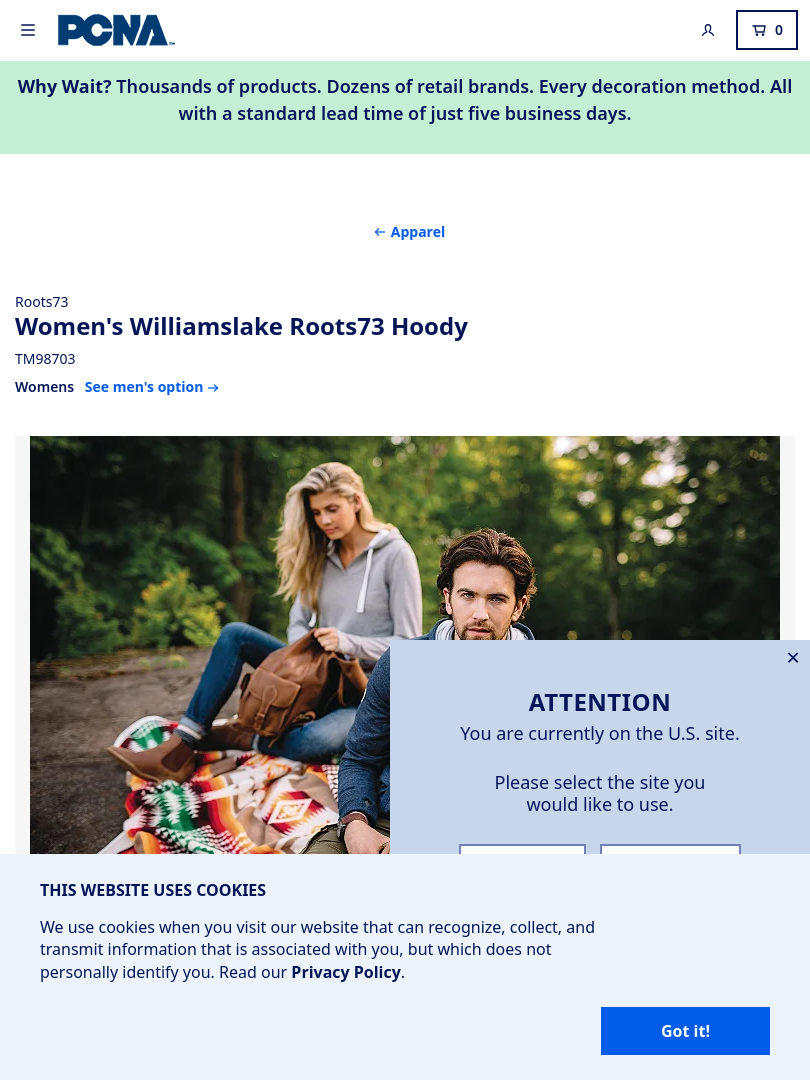 PCNA
0
Why Wait? Thousands of products. Dozens of retail brands. Every decoration method. All
with a standard lead time of just five business days.
← Apparel
Roots73
Women's Williamslake Roots73 Hoody
TM98703
Womens See men's option →
ATTENTION
You are currently on the U.S. site.
Please select the site you
would like to use.
THIS WEBSITE USES COOKIES
We use cookies when you visit our website that can recognize, collect, and
transmit information that is associated with you, but which does not
personally identify you. Read our Privacy Policy.
Got it!